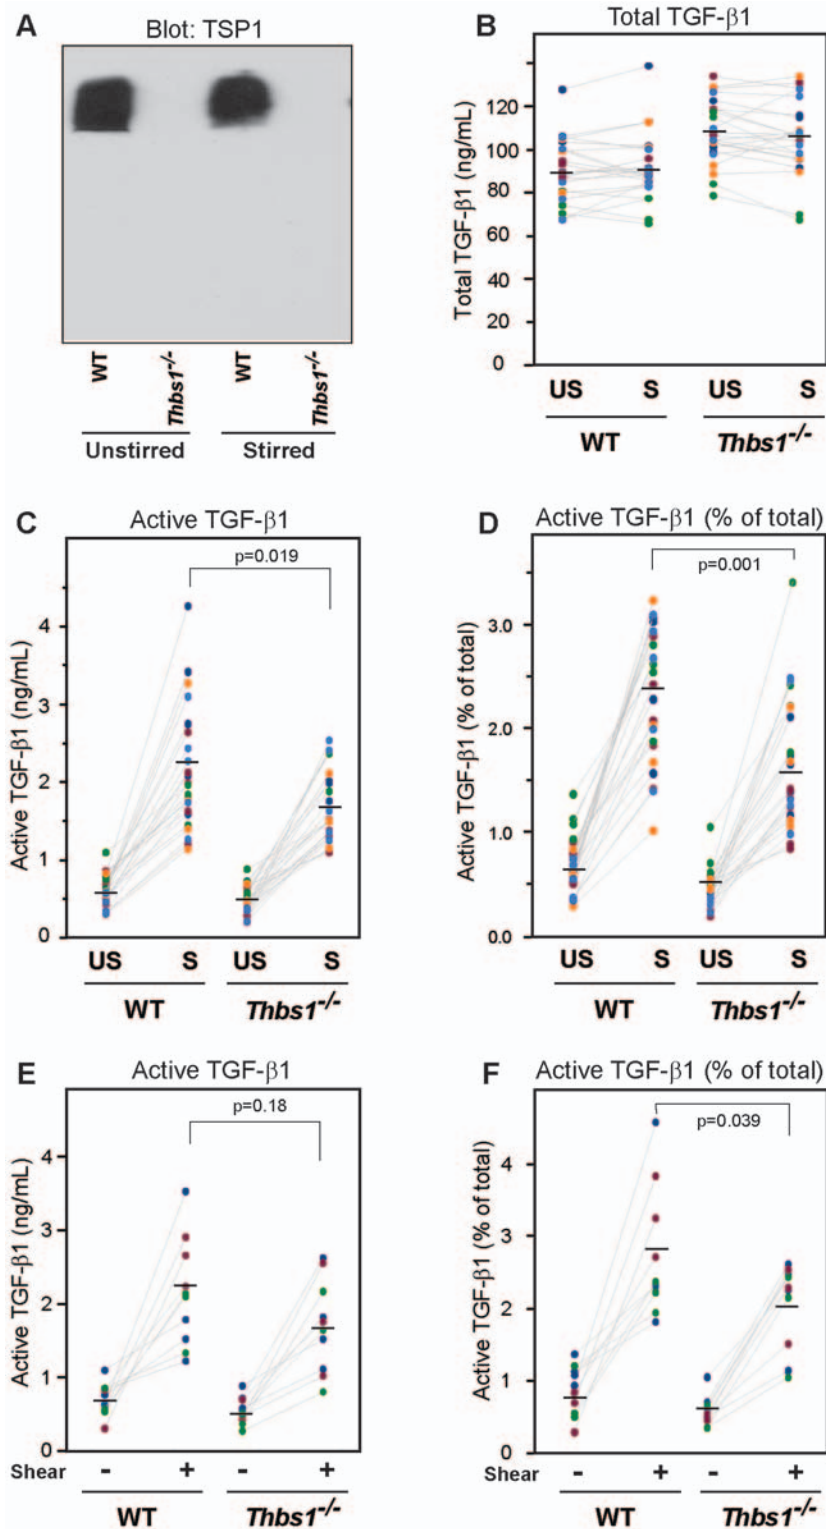 A
Blot: TSP1
WT
Thbs1-/-
WT
Thbs1-/-
Unstirred
Stirred
B
Total TGF-β1
Total TGF-β1 (ng/mL)
120
100
80
60
40
20
0
US S US S
WT Thbs1-/-
C
Active TGF-β1
p=0.019
Active TGF-β1 (ng/mL)
4
3
2
1
0
US S US S
WT Thbs1-/-
D
Active TGF-β1 (% of total)
p=0.001
Active TGF-β1 (% of total)
3.0
2.0
1.0
0.0
US S US S
WT Thbs1-/-
E
Active TGF-β1
p=0.18
Active TGF-β1 (ng/mL)
4
3
2
1
0
Shear - + - +
WT Thbs1-/-
F
Active TGF-β1 (% of total)
p=0.039
Active TGF-β1 (% of total)
4
3
2
1
0
Shear - + - +
WT Thbs1-/-